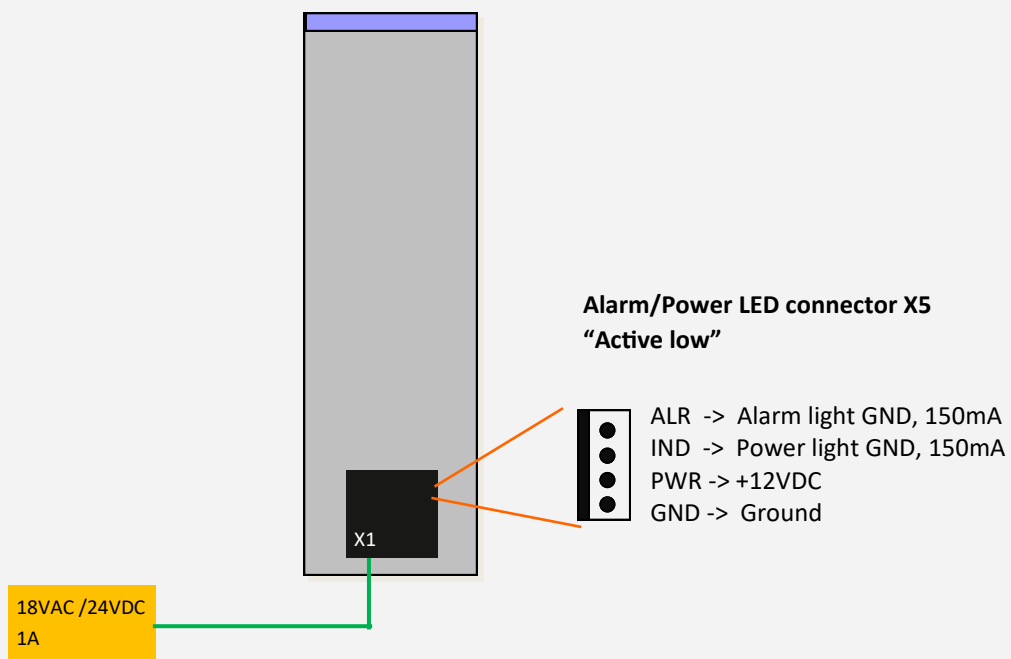 Alarm/Power LED connector X5
“Active low”
ALR -> Alarm light GND, 150mA
IND -> Power light GND, 150mA
PWR -> +12VDC
GND -> Ground
X1
18VAC /24VDC
1A